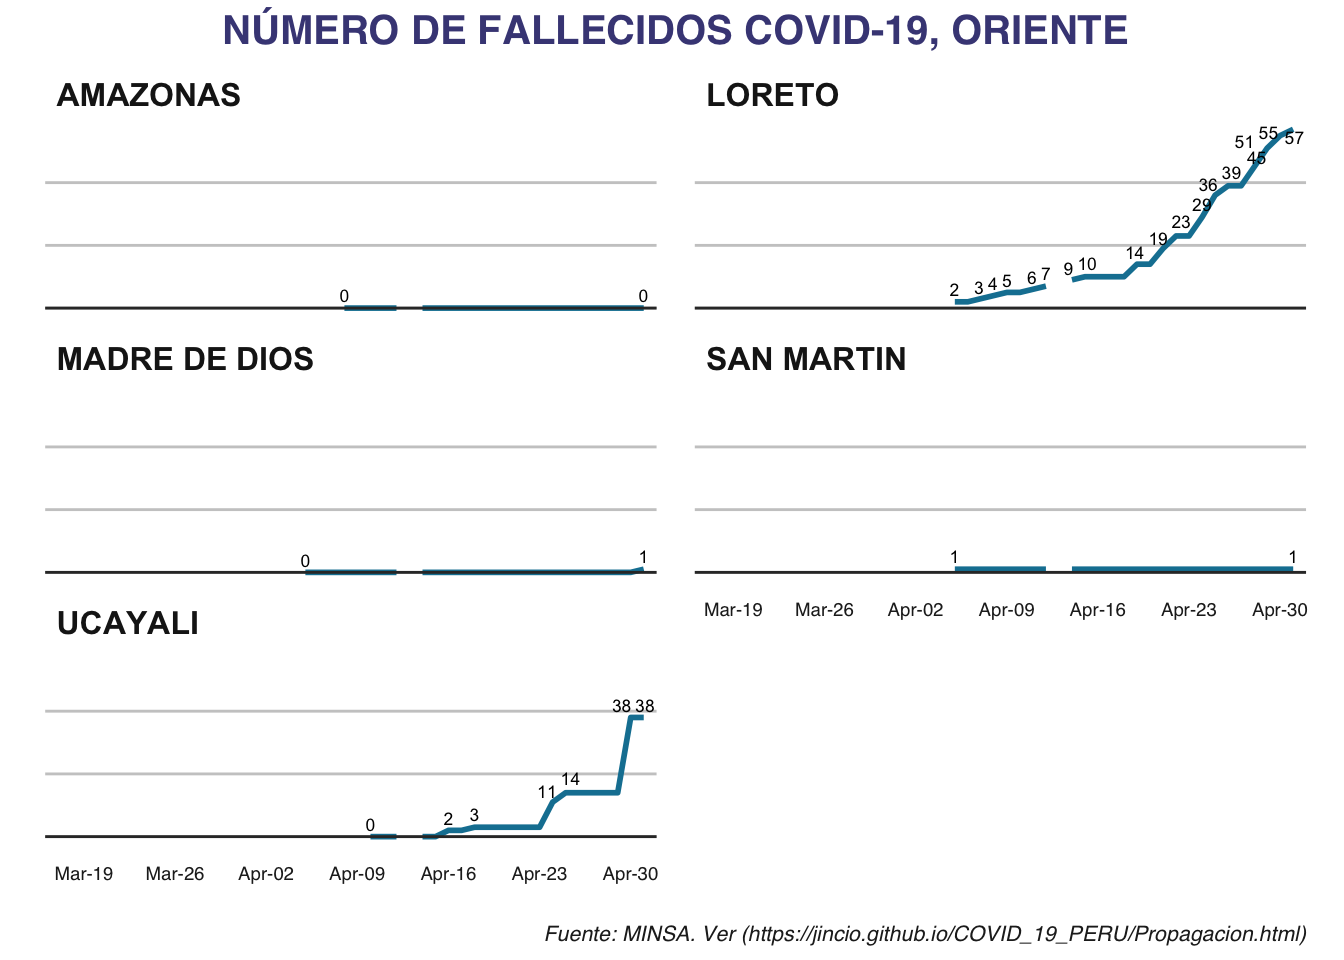 NÚMERO DE FALLECIDOS COVID-19, ORIENTE
AMAZONAS
0 0
LORETO
2 3 4 5 6 7 9 10 14 19 23 29 36 39 45 51 55 57
MADRE DE DIOS
0 1
SAN MARTIN
1 1
Mar-19 Mar-26 Apr-02 Apr-09 Apr-16 Apr-23 Apr-30
UCAYALI
0 2 3 11 14 38 38
Mar-19 Mar-26 Apr-02 Apr-09 Apr-16 Apr-23 Apr-30
Fuente: MINSA. Ver (https://jincio.github.io/COVID_19_PERU/Propagacion.html)